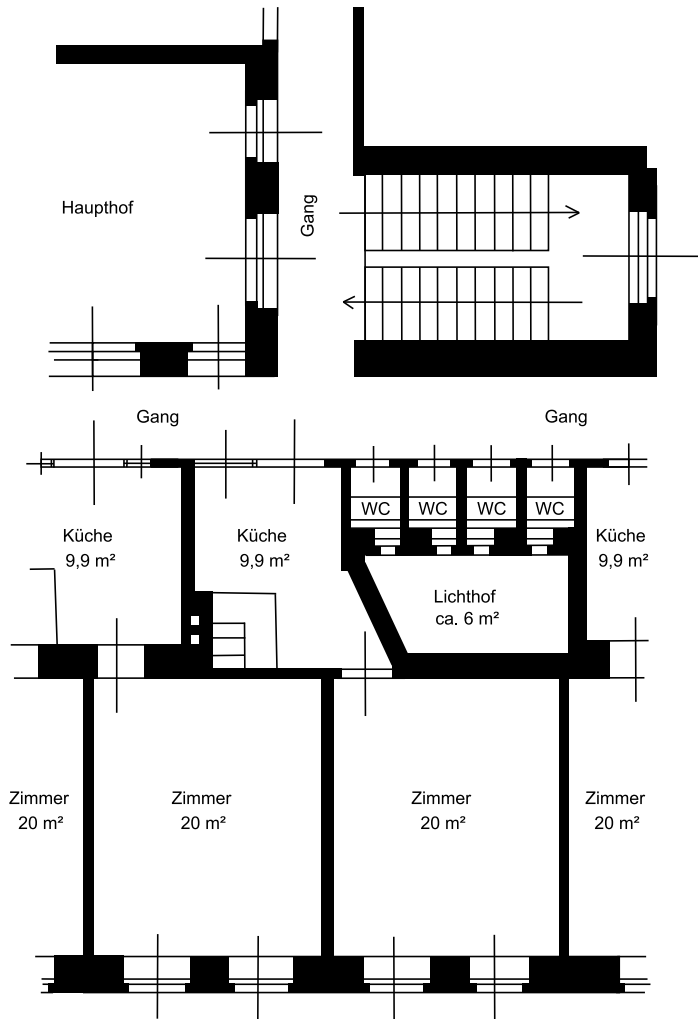 Haupthof
Gang
Gang
Gang
WC
WC
WC
WC
Küche
9,9 m²
Küche
9,9 m²
Küche
9,9 m²
Lichthof
ca. 6 m²
Zimmer
20 m²
Zimmer
20 m²
Zimmer
20 m²
Zimmer
20 m²